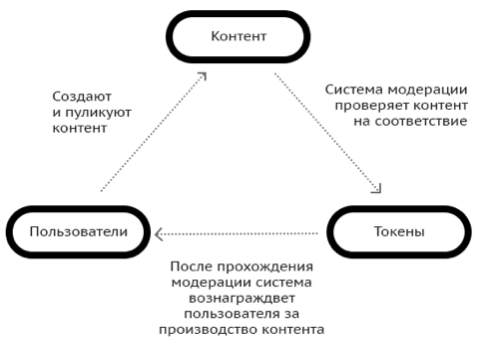 Контент
Создают
и пуликуют
контент
Система модерации
проверяет контент
на соответствие
Пользователи
Токены
После прохождения
модерации система
вознаграждвет
пользователя за
производство контента